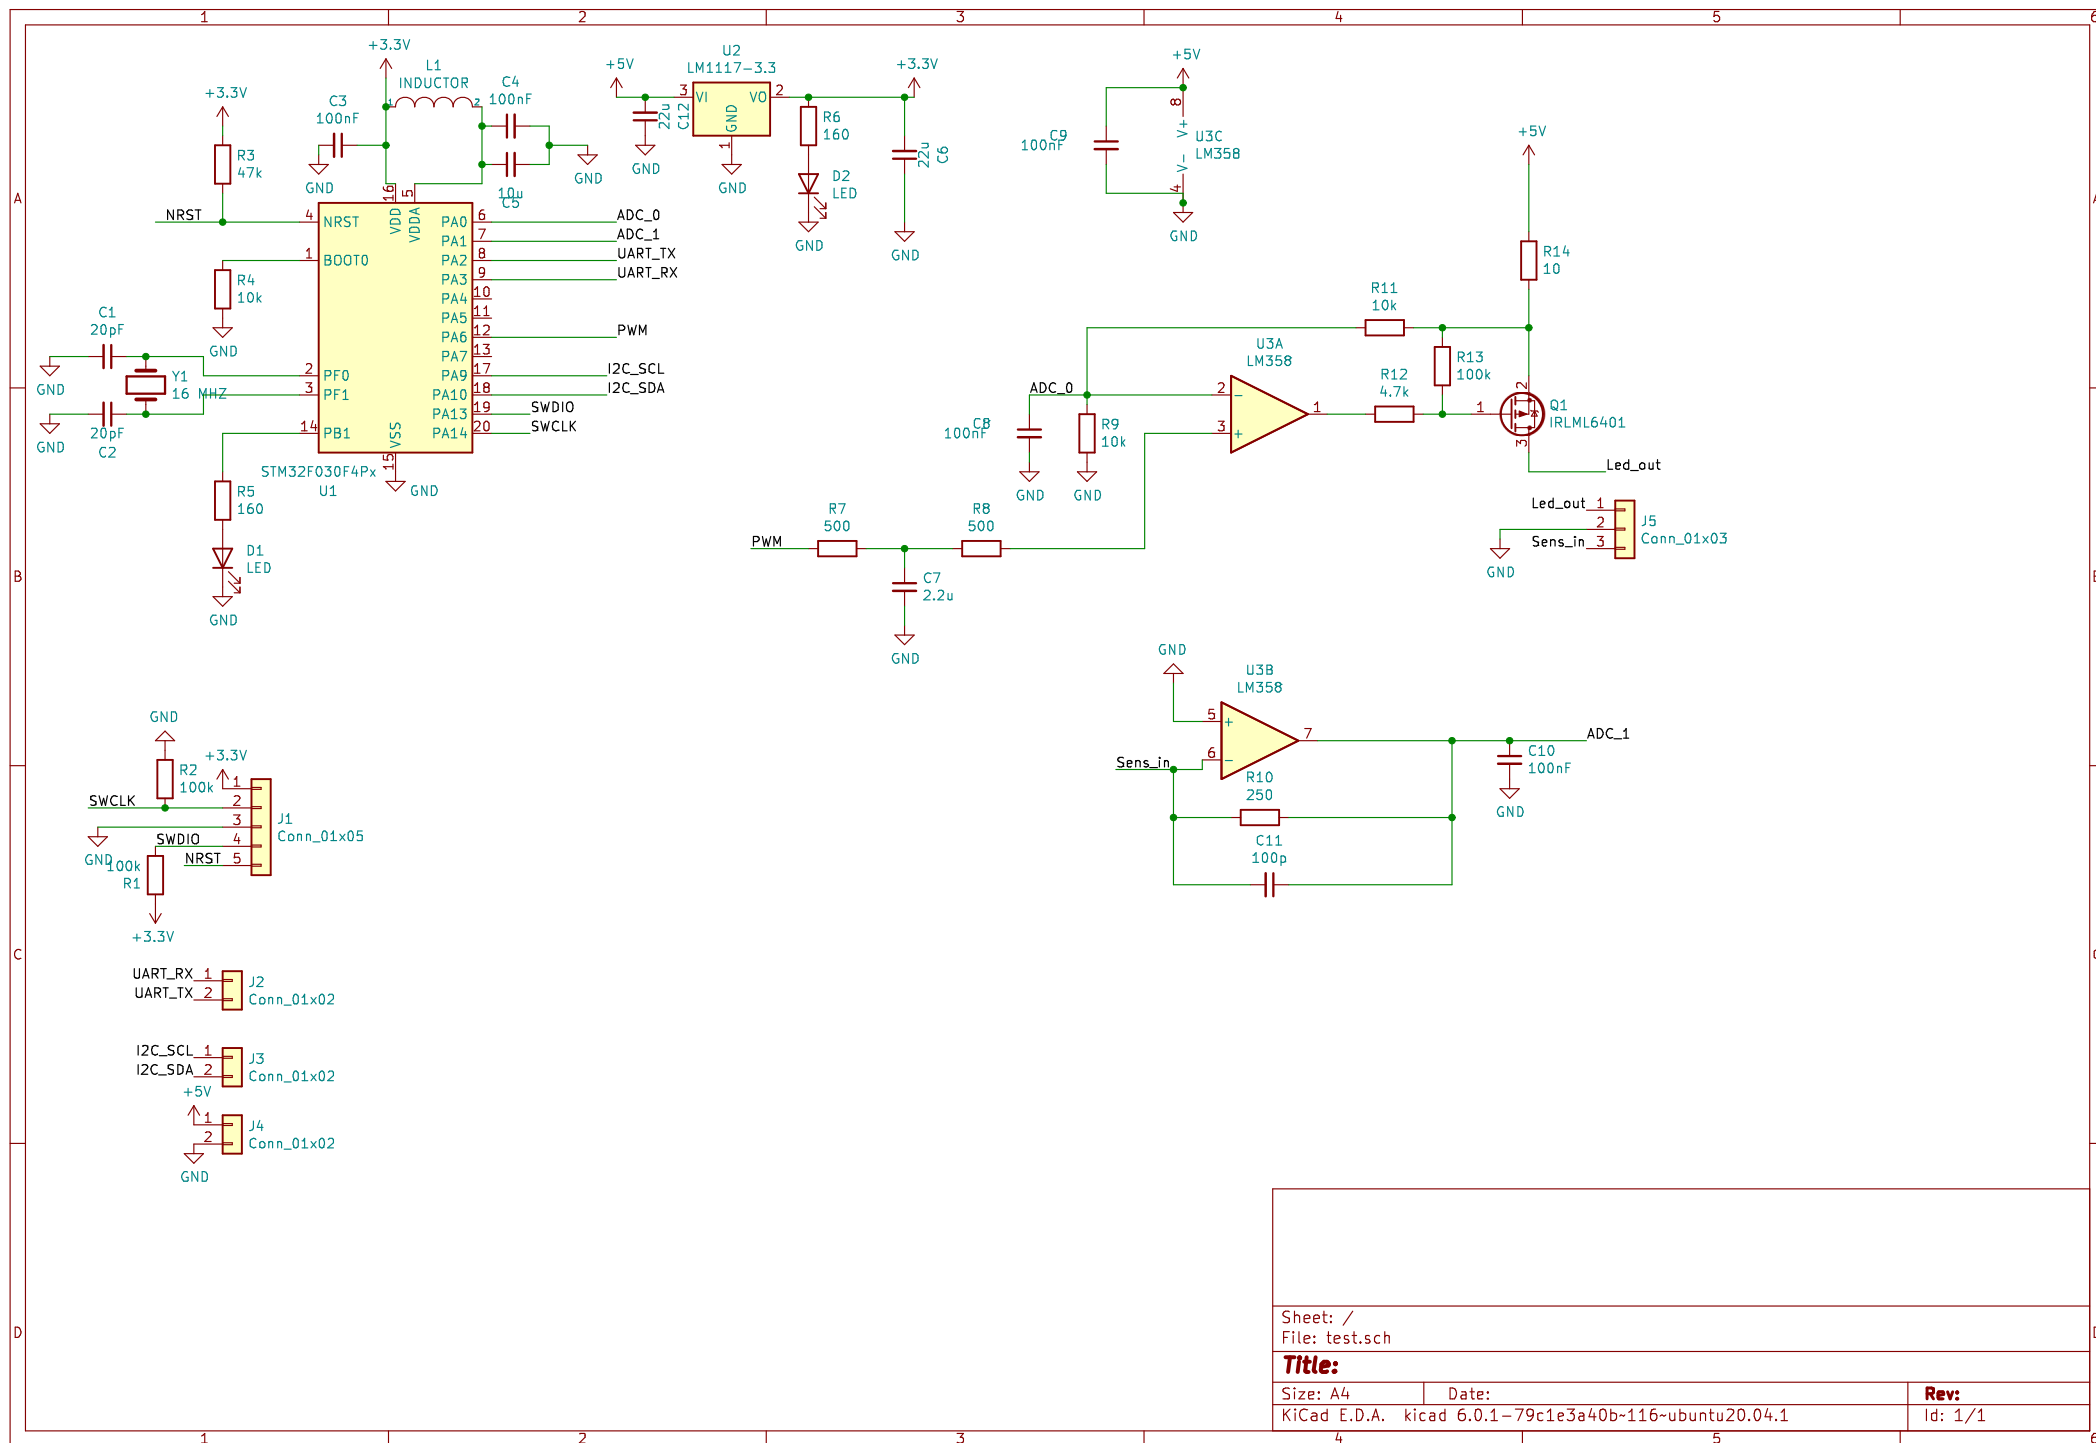 1 2 3 4 5 6
A
B
C
D
+3.3V
L1
INDUCTOR
1 2
C4
100nF
C3
100nF
GND
10u
C5
GND
+3.3V
R3
47k
NRST
R4
10k
GND
C1
20pF
GND
Y1
16 MHZ
GND
20pF
C2
R5
160
D1
LED
GND
16 VDD
5 VDDA
4 NRST
1 BOOT0
2 PF0
3 PF1
14 PB1
15 VSS
GND
STM32F030F4Px
U1
PA0 6 ADC_0
PA1 7 ADC_1
PA2 8 UART_TX
PA3 9 UART_RX
PA4 10
PA5 11
PA6 12 PWM
PA7 13
PA9 17 I2C_SCL
PA10 18 I2C_SDA
PA13 19 SWDIO
PA14 20 SWCLK
+5V
22u
C12
GND
U2
LM1117-3.3
3 VI VO 2
GND
1
GND
R6
160
D2
LED
GND
+3.3V
22u
C6
GND
+5V
C9
100nF
8
V+
V-
4
U3C
LM358
GND
+5V
R14
10
R11
10k
R13
100k
U3A
LM358
R12
4.7k
ADC_0
2 -
3 +
1
1
2
3
Q1
IRLML6401
Led_out
C8
100nF
GND
R9
10k
GND
PWM
R7
500
R8
500
C7
2.2u
GND
Led_out 1
2
Sens_in 3
J5
Conn_01x03
GND
GND
U3B
LM358
5 +
6 -
7
Sens_in
R10
250
C11
100p
ADC_1
C10
100nF
GND
GND
R2
100k
+3.3V
SWCLK
1
2
3
SWDIO 4
NRST 5
J1
Conn_01x05
GND
100k
R1
+3.3V
UART_RX 1
UART_TX 2
J2
Conn_01x02
I2C_SCL 1
I2C_SDA 2
J3
Conn_01x02
+5V
1
2
J4
Conn_01x02
GND
Sheet: /
File: test.sch
Title:
Size: A4 Date: Rev:
KiCad E.D.A. kicad 6.0.1-79c1e3a40b~116~ubuntu20.04.1 Id: 1/1
1 2 3 4 5 6